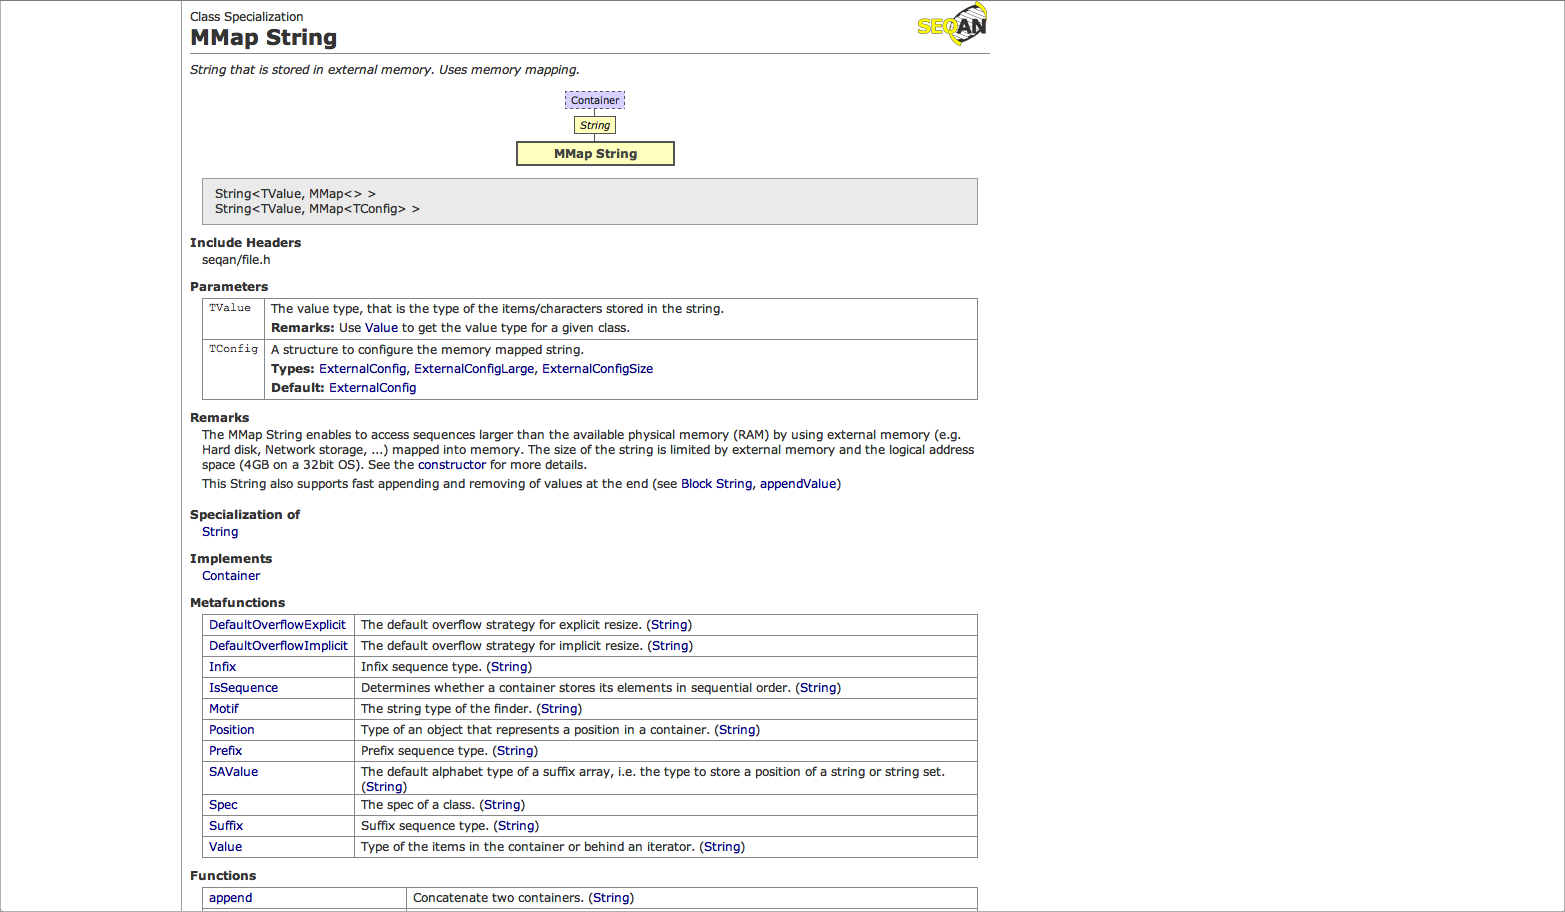 Class Specialization
MMap String
SEQAN
String that is stored in external memory. Uses memory mapping.
Container
String
MMap String
String<TValue, MMap<> >
String<TValue, MMap<TConfig> >
Include Headers
seqan/file.h
Parameters
TValue The value type, that is the type of the items/characters stored in the string.
Remarks: Use Value to get the value type for a given class.
TConfig A structure to configure the memory mapped string.
Types: ExternalConfig, ExternalConfigLarge, ExternalConfigSize
Default: ExternalConfig
Remarks
The MMap String enables to access sequences larger than the available physical memory (RAM) by using external memory (e.g.
Hard disk, Network storage, ...) mapped into memory. The size of the string is limited by external memory and the logical address
space (4GB on a 32bit OS). See the constructor for more details.
This String also supports fast appending and removing of values at the end (see Block String, appendValue)
Specialization of
String
Implements
Container
Metafunctions
DefaultOverflowExplicit The default overflow strategy for explicit resize. (String)
DefaultOverflowImplicit The default overflow strategy for implicit resize. (String)
Infix Infix sequence type. (String)
IsSequence Determines whether a container stores its elements in sequential order. (String)
Motif The string type of the finder. (String)
Position Type of an object that represents a position in a container. (String)
Prefix Prefix sequence type. (String)
SAValue The default alphabet type of a suffix array, i.e. the type to store a position of a string or string set.
(String)
Spec The spec of a class. (String)
Suffix Suffix sequence type. (String)
Value Type of the items in the container or behind an iterator. (String)
Functions
append Concatenate two containers. (String)